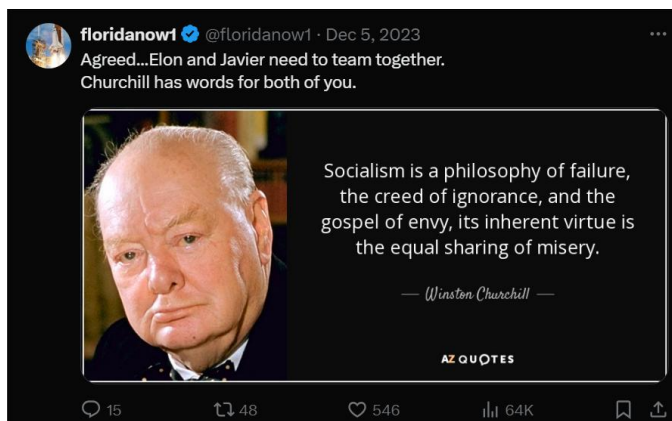 floridanow1 @floridanow1 · Dec 5, 2023
Agreed...Elon and Javier need to team together.
Churchill has words for both of you.
Socialism is a philosophy of failure,
the creed of ignorance, and the
gospel of envy, its inherent virtue is
the equal sharing of misery.
— Winston Churchill —
AZ QUOTES
15 48 546 64K